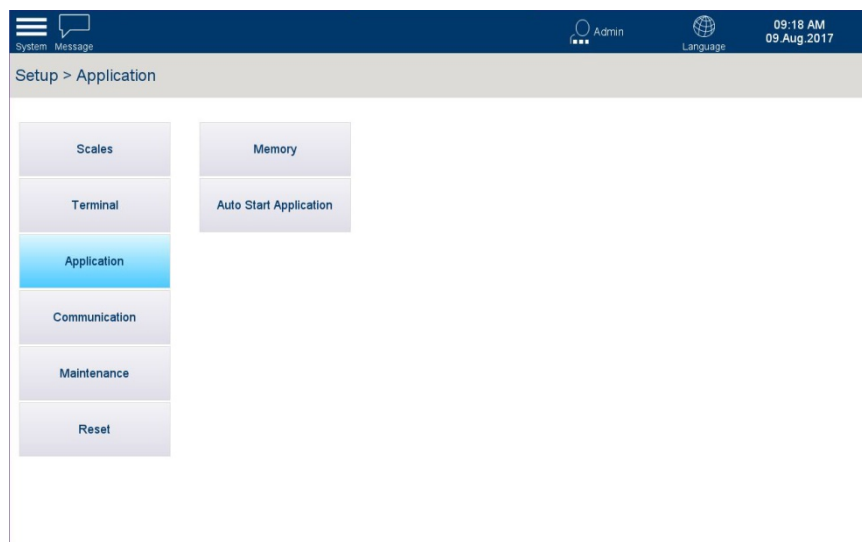 System Message
Admin
Language
09:18 AM
09.Aug.2017
Setup > Application
Scales
Memory
Terminal
Auto Start Application
Application
Communication
Maintenance
Reset